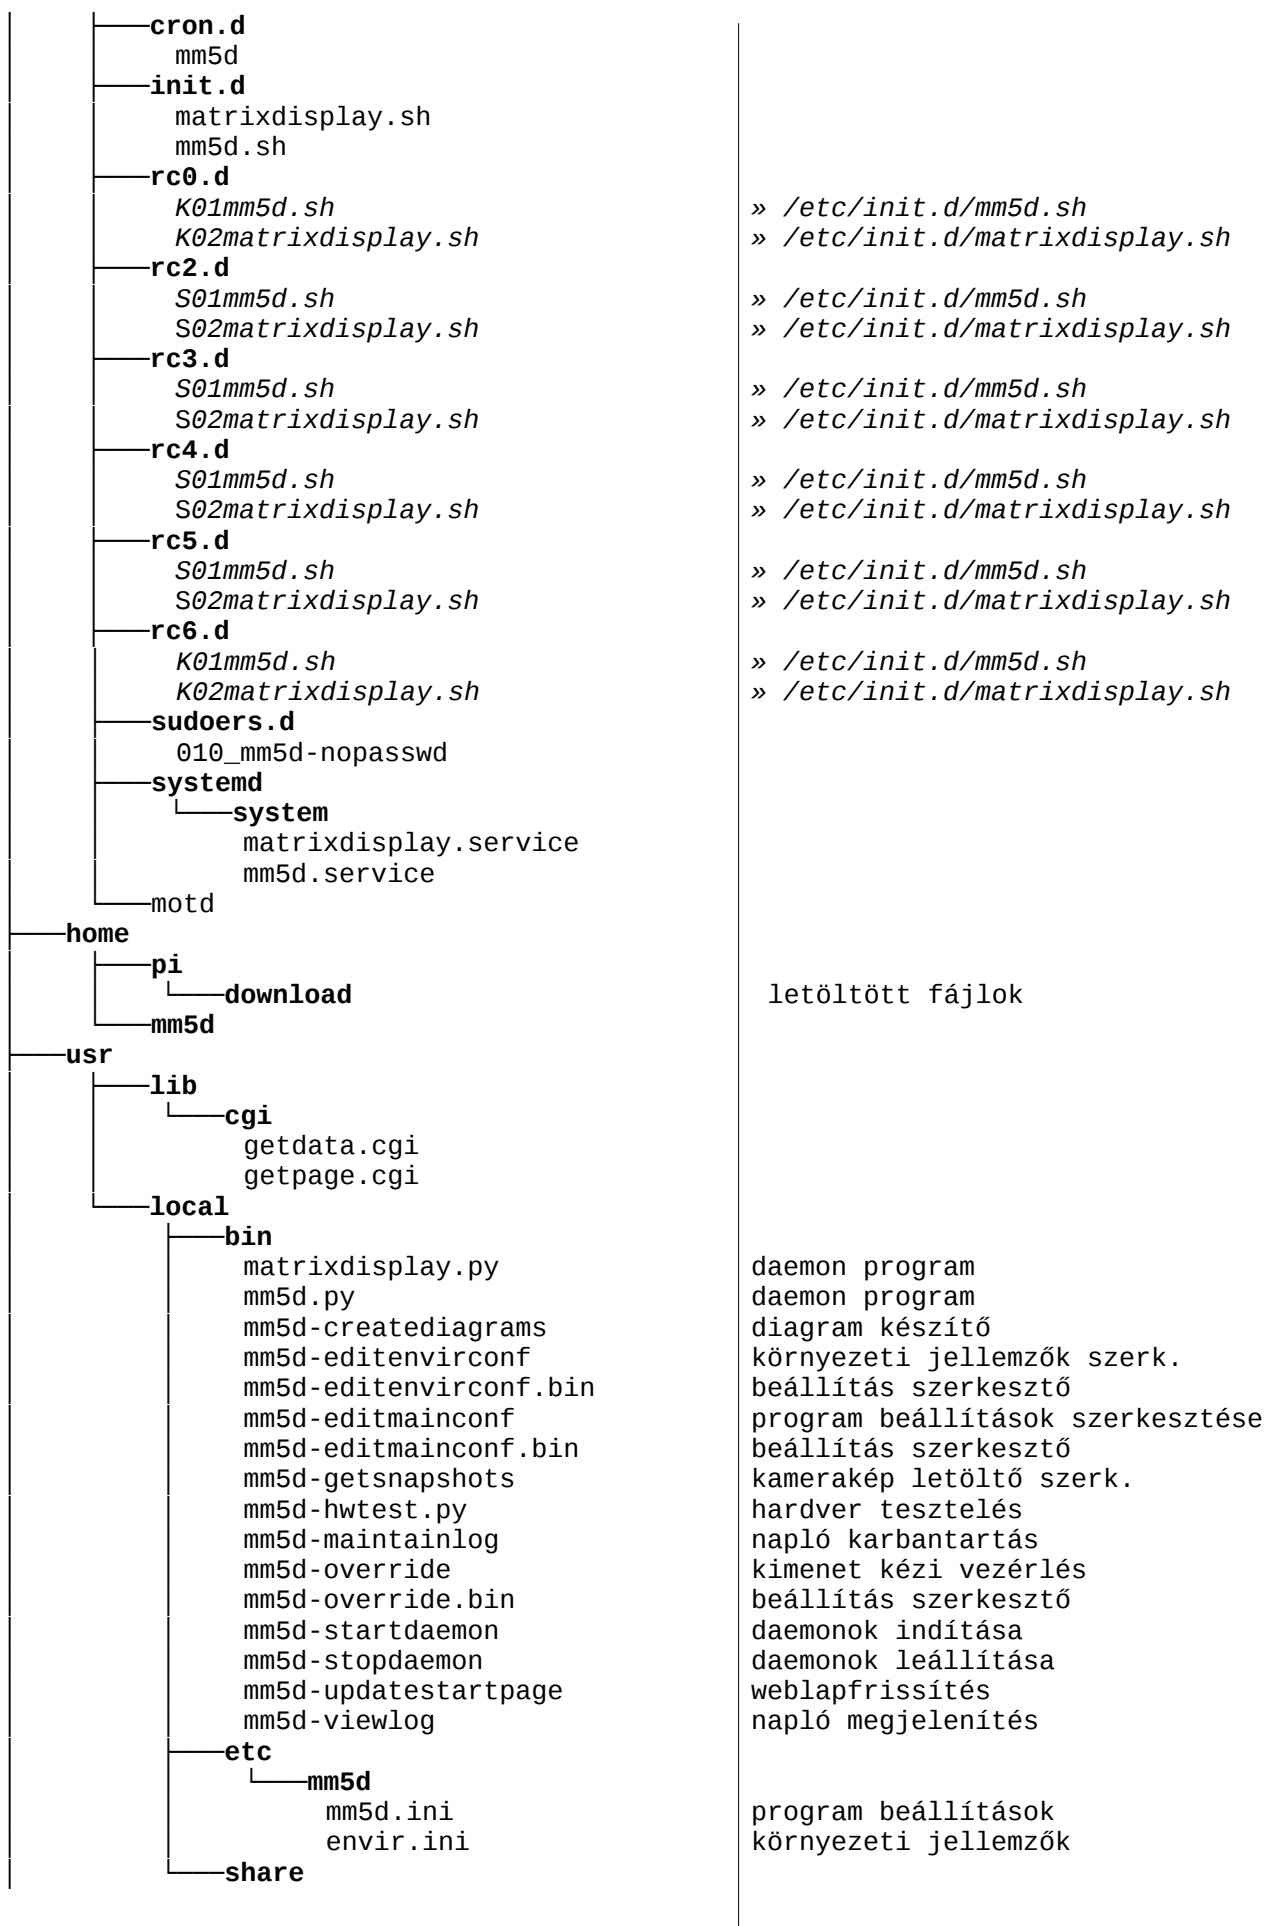 cron.d
mm5d
init.d
matrixdisplay.sh
mm5d.sh
rc0.d
K01mm5d.sh » /etc/init.d/mm5d.sh
K02matrixdisplay.sh » /etc/init.d/matrixdisplay.sh
rc2.d
S01mm5d.sh » /etc/init.d/mm5d.sh
S02matrixdisplay.sh » /etc/init.d/matrixdisplay.sh
rc3.d
S01mm5d.sh » /etc/init.d/mm5d.sh
S02matrixdisplay.sh » /etc/init.d/matrixdisplay.sh
rc4.d
S01mm5d.sh » /etc/init.d/mm5d.sh
S02matrixdisplay.sh » /etc/init.d/matrixdisplay.sh
rc5.d
S01mm5d.sh » /etc/init.d/mm5d.sh
S02matrixdisplay.sh » /etc/init.d/matrixdisplay.sh
rc6.d
K01mm5d.sh » /etc/init.d/mm5d.sh
K02matrixdisplay.sh » /etc/init.d/matrixdisplay.sh
sudoers.d
010_mm5d-nopasswd
systemd
system
matrixdisplay.service
mm5d.service
motd
home
pi
download letöltött fájlok
mm5d
usr
lib
cgi
getdata.cgi
getpage.cgi
local
bin
matrixdisplay.py daemon program
mm5d.py daemon program
mm5d-creatediagrams diagram készítő
mm5d-editenvirconf környezeti jellemzők szerk.
mm5d-editenvirconf.bin beállítás szerkesztő
mm5d-editmainconf program beállítások szerkesztése
mm5d-editmainconf.bin beállítás szerkesztő
mm5d-getsnapshots kamerakép letöltő szerk.
mm5d-hwtest.py hardver tesztelés
mm5d-maintainlog napló karbantartás
mm5d-override kimenet kézi vezérlés
mm5d-override.bin beállítás szerkesztő
mm5d-startdaemon daemonok indítása
mm5d-stopdaemon daemonok leállítása
mm5d-updatestartpage weblapfrissítés
mm5d-viewlog napló megjelenítés
etc
mm5d
mm5d.ini program beállítások
envir.ini környezeti jellemzők
share